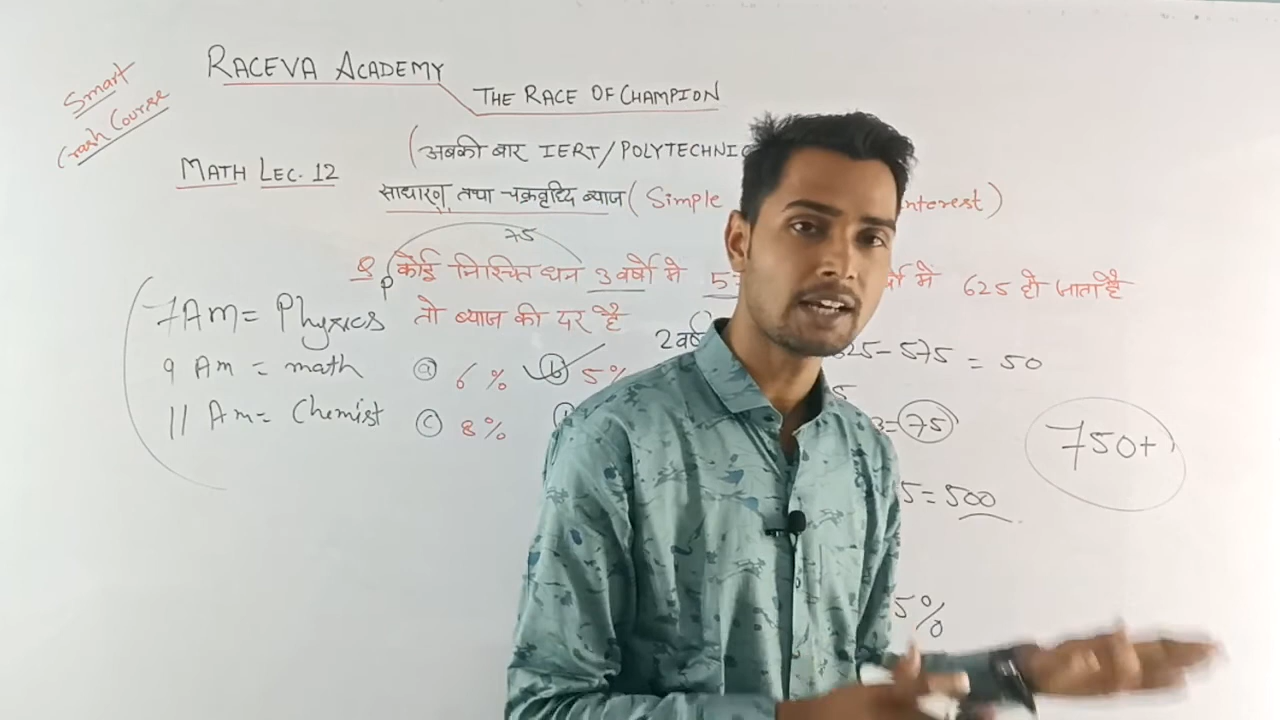 RACEVA ACADEMY
THE RACE OF CHAMPION
Smart
Crash Course
(अबकी बार IERT/POLYTECHNIC
MATH LEC. 12
साधारण तथा चक्रवृद्धि ब्याज (Simple
nterest)
75
Q कोई निश्चित धन 3 वर्षो मे 5
र्षो में 625 हो जाता है
P
तो ब्याज की दर है
7 AM = Physics
9 Am = math
11 Am = Chemist
2 वर्ष
625 - 575 = 50
ⓐ 6% ⓑ 5%
ⓒ 8%
3 = 75
750+
5 = 500
5%